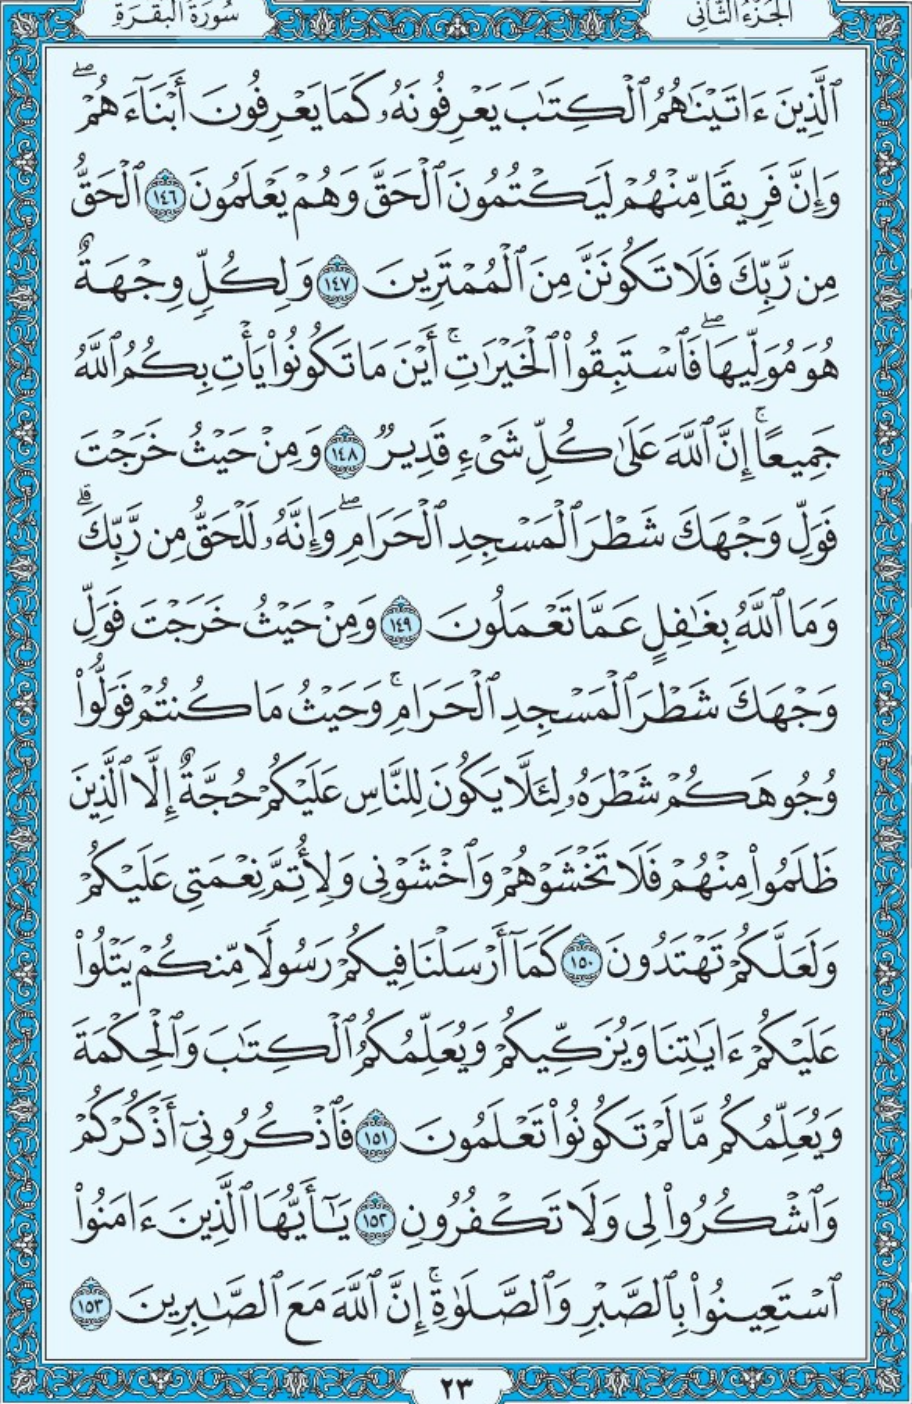 الجزء الثاني
سورة البقرة
ٱلَّذِينَ ءَاتَيْنَٰهُمُ ٱلْكِتَٰبَ يَعْرِفُونَهُۥ كَمَا يَعْرِفُونَ أَبْنَآءَهُمْۖ
وَإِنَّ فَرِيقًا مِّنْهُمْ لَيَكْتُمُونَ ٱلْحَقَّ وَهُمْ يَعْلَمُونَ ١٤٦ ٱلْحَقُّ
مِن رَّبِّكَ فَلَا تَكُونَنَّ مِنَ ٱلْمُمْتَرِينَ ١٤٧ وَلِكُلٍّ وِجْهَةٌ
هُوَ مُوَلِّيهَاۖ فَٱسْتَبِقُوا۟ ٱلْخَيْرَٰتِۚ أَيْنَ مَا تَكُونُوا۟ يَأْتِ بِكُمُ ٱللَّهُ
جَمِيعًاۚ إِنَّ ٱللَّهَ عَلَىٰ كُلِّ شَىْءٍ قَدِيرٌ ١٤٨ وَمِنْ حَيْثُ خَرَجْتَ
فَوَلِّ وَجْهَكَ شَطْرَ ٱلْمَسْجِدِ ٱلْحَرَامِۖ وَإِنَّهُۥ لَلْحَقُّ مِن رَّبِّكَۗ
وَمَا ٱللَّهُ بِغَٰفِلٍ عَمَّا تَعْمَلُونَ ١٤٩ وَمِنْ حَيْثُ خَرَجْتَ فَوَلِّ
وَجْهَكَ شَطْرَ ٱلْمَسْجِدِ ٱلْحَرَامِۚ وَحَيْثُ مَا كُنتُمْ فَوَلُّوا۟
وُجُوهَكُمْ شَطْرَهُۥ لِئَلَّا يَكُونَ لِلنَّاسِ عَلَيْكُمْ حُجَّةٌ إِلَّا ٱلَّذِينَ
ظَلَمُوا۟ مِنْهُمْ فَلَا تَخْشَوْهُمْ وَٱخْشَوْنِى وَلِأُتِمَّ نِعْمَتِى عَلَيْكُمْ
وَلَعَلَّكُمْ تَهْتَدُونَ ١٥٠ كَمَآ أَرْسَلْنَا فِيكُمْ رَسُولًا مِّنكُمْ يَتْلُوا۟
عَلَيْكُمْ ءَايَٰتِنَا وَيُزَكِّيكُمْ وَيُعَلِّمُكُمُ ٱلْكِتَٰبَ وَٱلْحِكْمَةَ
وَيُعَلِّمُكُم مَّا لَمْ تَكُونُوا۟ تَعْلَمُونَ ١٥١ فَٱذْكُرُونِىٓ أَذْكُرْكُمْ
وَٱشْكُرُوا۟ لِى وَلَا تَكْفُرُونِ ١٥٢ يَٰٓأَيُّهَا ٱلَّذِينَ ءَامَنُوا۟
ٱسْتَعِينُوا۟ بِٱلصَّبْرِ وَٱلصَّلَوٰةِۚ إِنَّ ٱللَّهَ مَعَ ٱلصَّٰبِرِينَ ١٥٣
٢٣